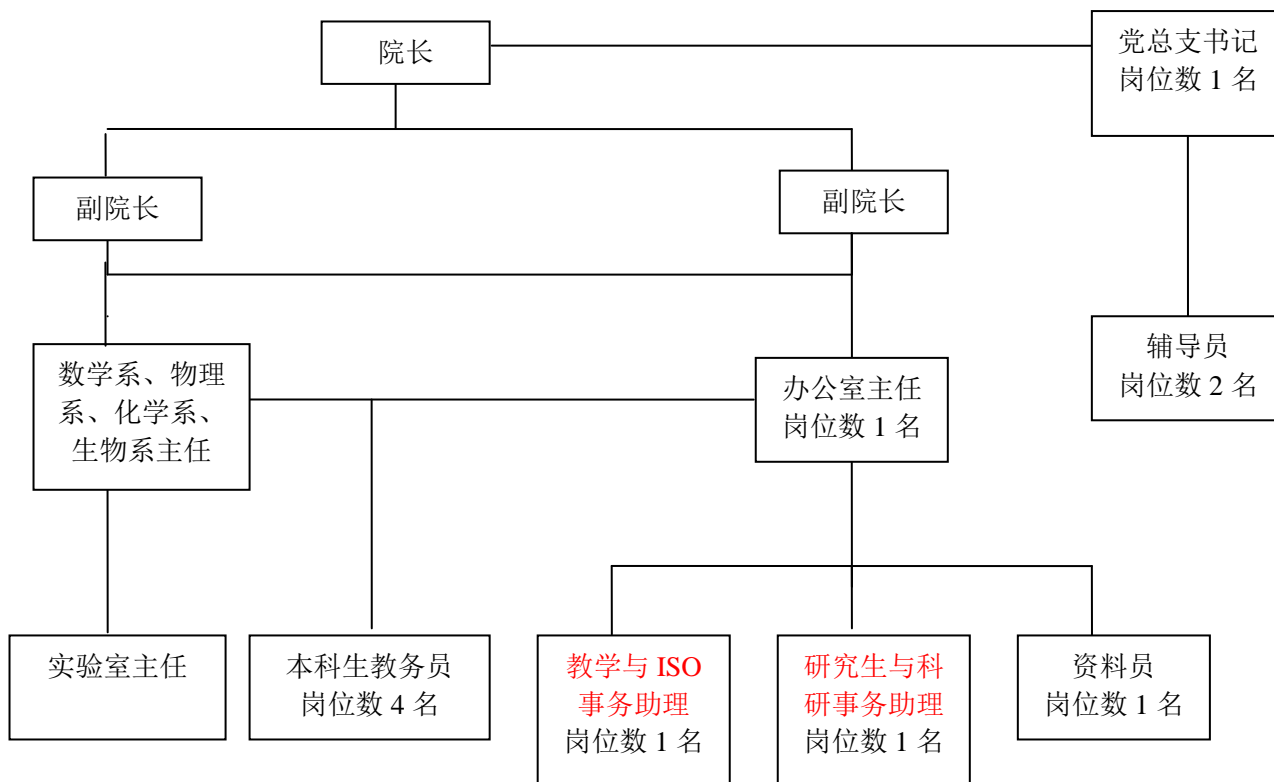 院长
党总支书记
岗位数 1 名
副院长
副院长
数学系、物理
系、化学系、
生物系主任
办公室主任
岗位数 1 名
辅导员
岗位数 2 名
实验室主任
本科生教务员
岗位数 4 名
教学与 ISO
事务助理
岗位数 1 名
研究生与科
研事务助理
岗位数 1 名
资料员
岗位数 1 名